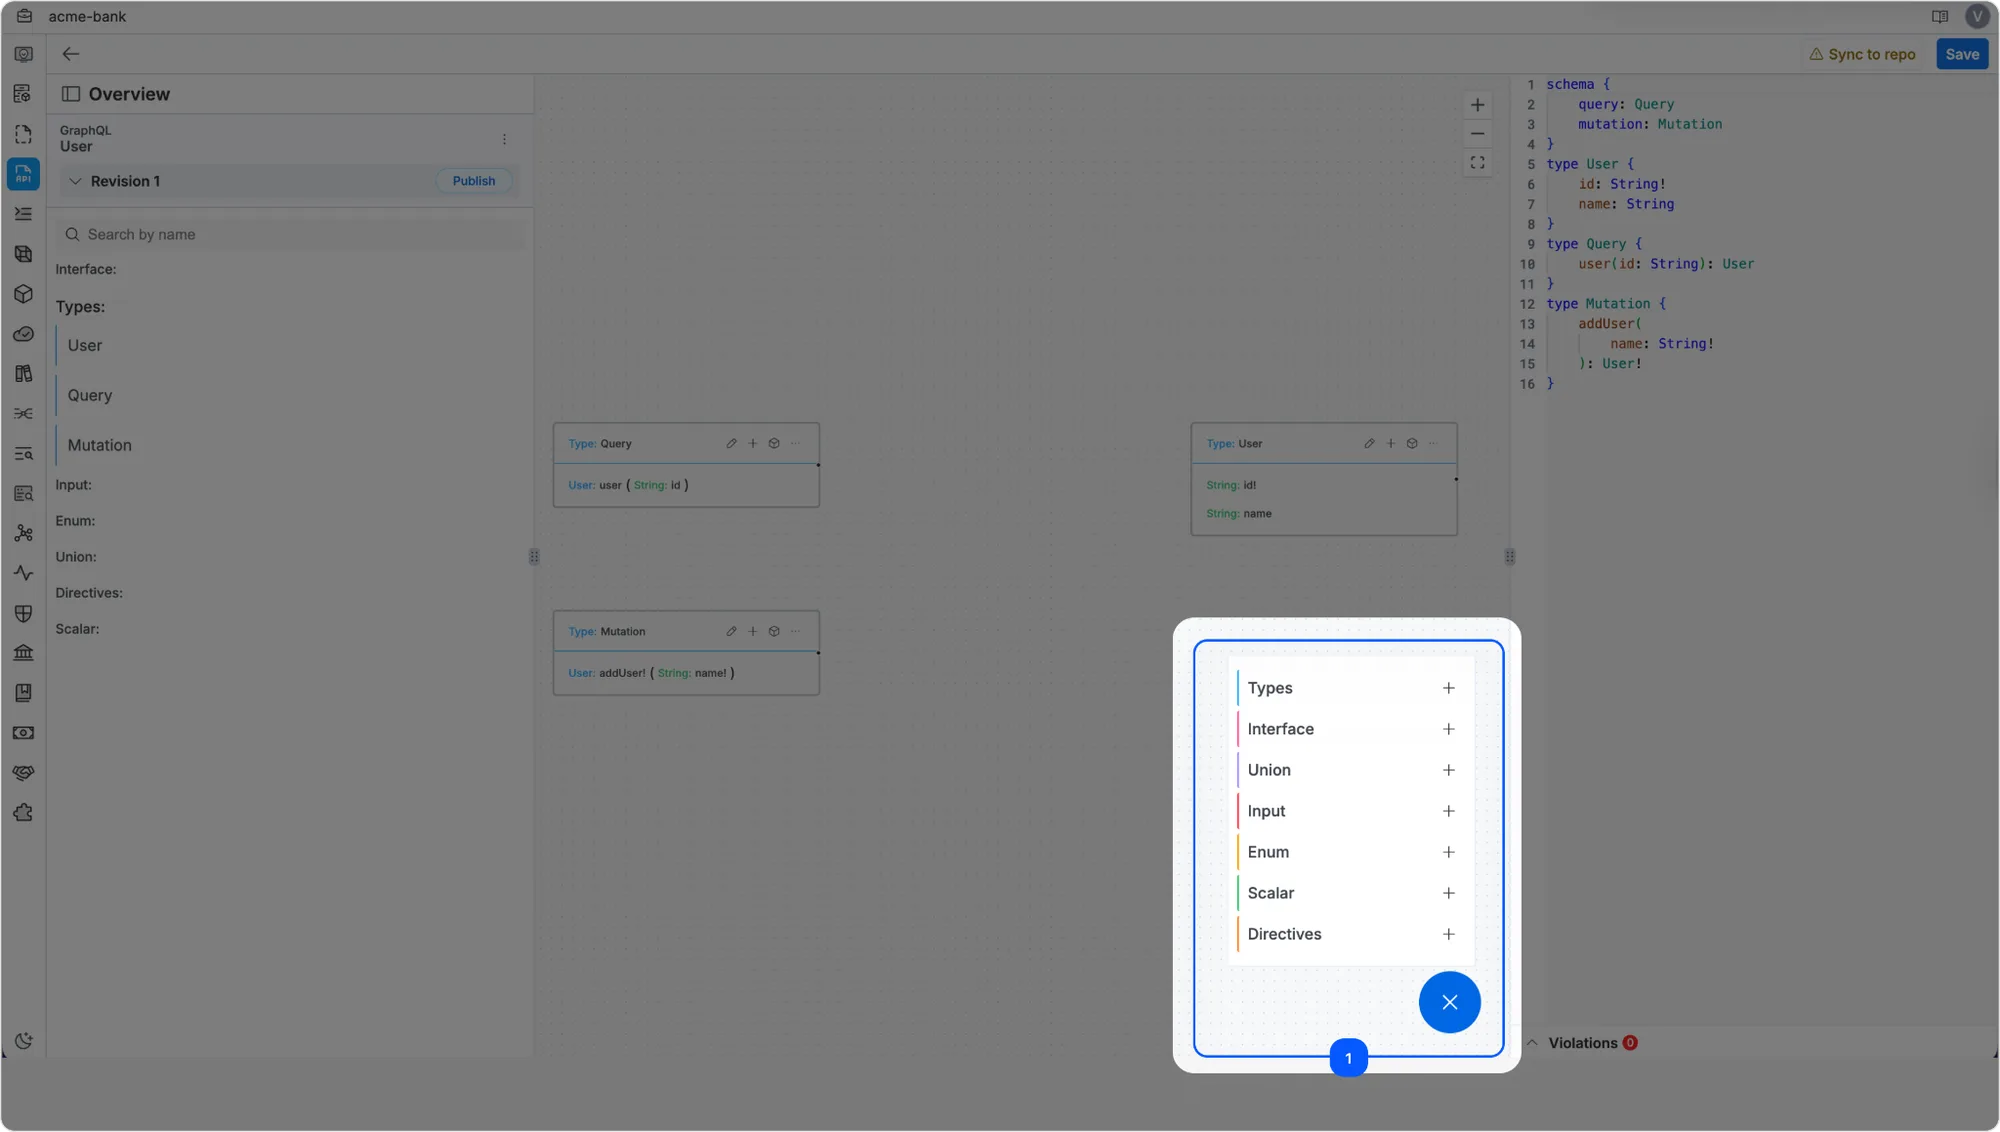 acme-bank
V
Sync to repo
Save
Overview
GraphQL
User
Revision 1
Publish
Search by name
Interface:
Types:
User
Query
Mutation
Input:
Enum:
Union:
Directives:
Scalar:
API
Type: Query
User: user ( String: id )
Type: Mutation
User: addUser! ( String: name! )
Type: User
String: id!
String: name
Types
Interface
Union
Input
Enum
Scalar
Directives
1
1 schema {
2 query: Query
3 mutation: Mutation
4 }
5 type User {
6 id: String!
7 name: String
8 }
9 type Query {
10 user(id: String): User
11 }
12 type Mutation {
13 addUser(
14 name: String!
15 ): User!
16 }
Violations 0